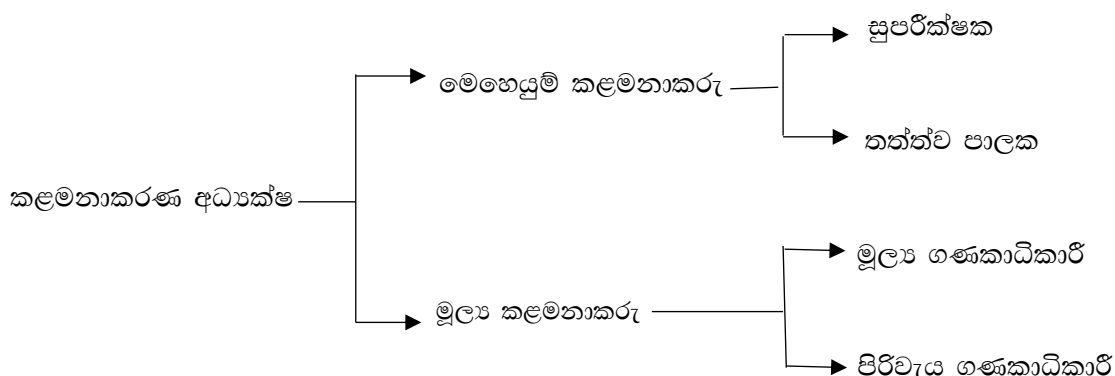 සුපරීක්ෂක
මෙහෙයුම් කළමනාකරු
තත්ත්ව පාලක
කළමනාකරණ අධ්‍යක්ෂ
මූල්‍ය ගණකාධිකාරී
මූල්‍ය කළමනාකරු
පිරිවැය ගණකාධිකාරී